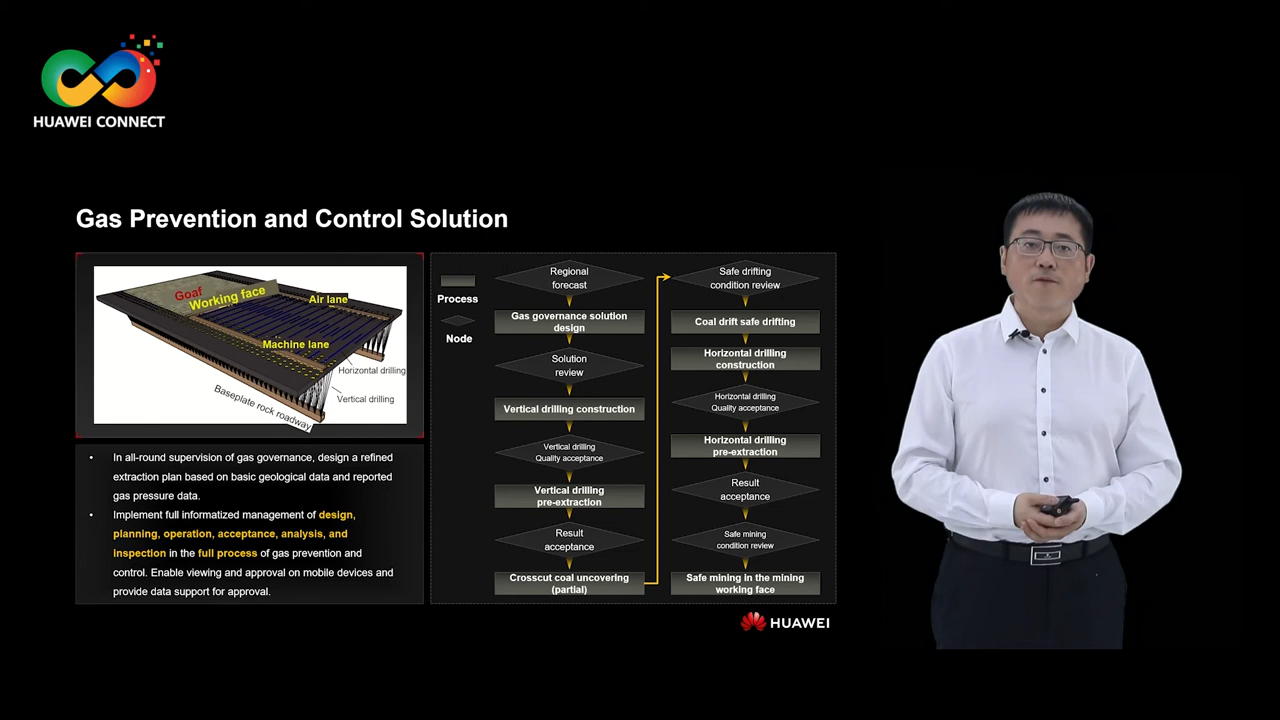 HUAWEI CONNECT
Gas Prevention and Control Solution
Goaf
Working face
Air lane
Machine lane
Horizontal drilling
Vertical drilling
Baseplate rock roadway
• In all-round supervision of gas governance, design a refined
extraction plan based on basic geological data and reported
gas pressure data.
• Implement full informatized management of design,
planning, operation, acceptance, analysis, and
inspection in the full process of gas prevention and
control. Enable viewing and approval on mobile devices and
provide data support for approval.
Process
Node
Regional
forecast
Gas governance solution
design
Solution
review
Vertical drilling construction
Vertical drilling
Quality acceptance
Vertical drilling
pre-extraction
Result
acceptance
Crosscut coal uncovering
(partial)
Safe drifting
condition review
Coal drift safe drifting
Horizontal drilling
construction
Horizontal drilling
Quality acceptance
Horizontal drilling
pre-extraction
Result
acceptance
Safe mining
condition review
Safe mining in the mining
working face
HUAWEI